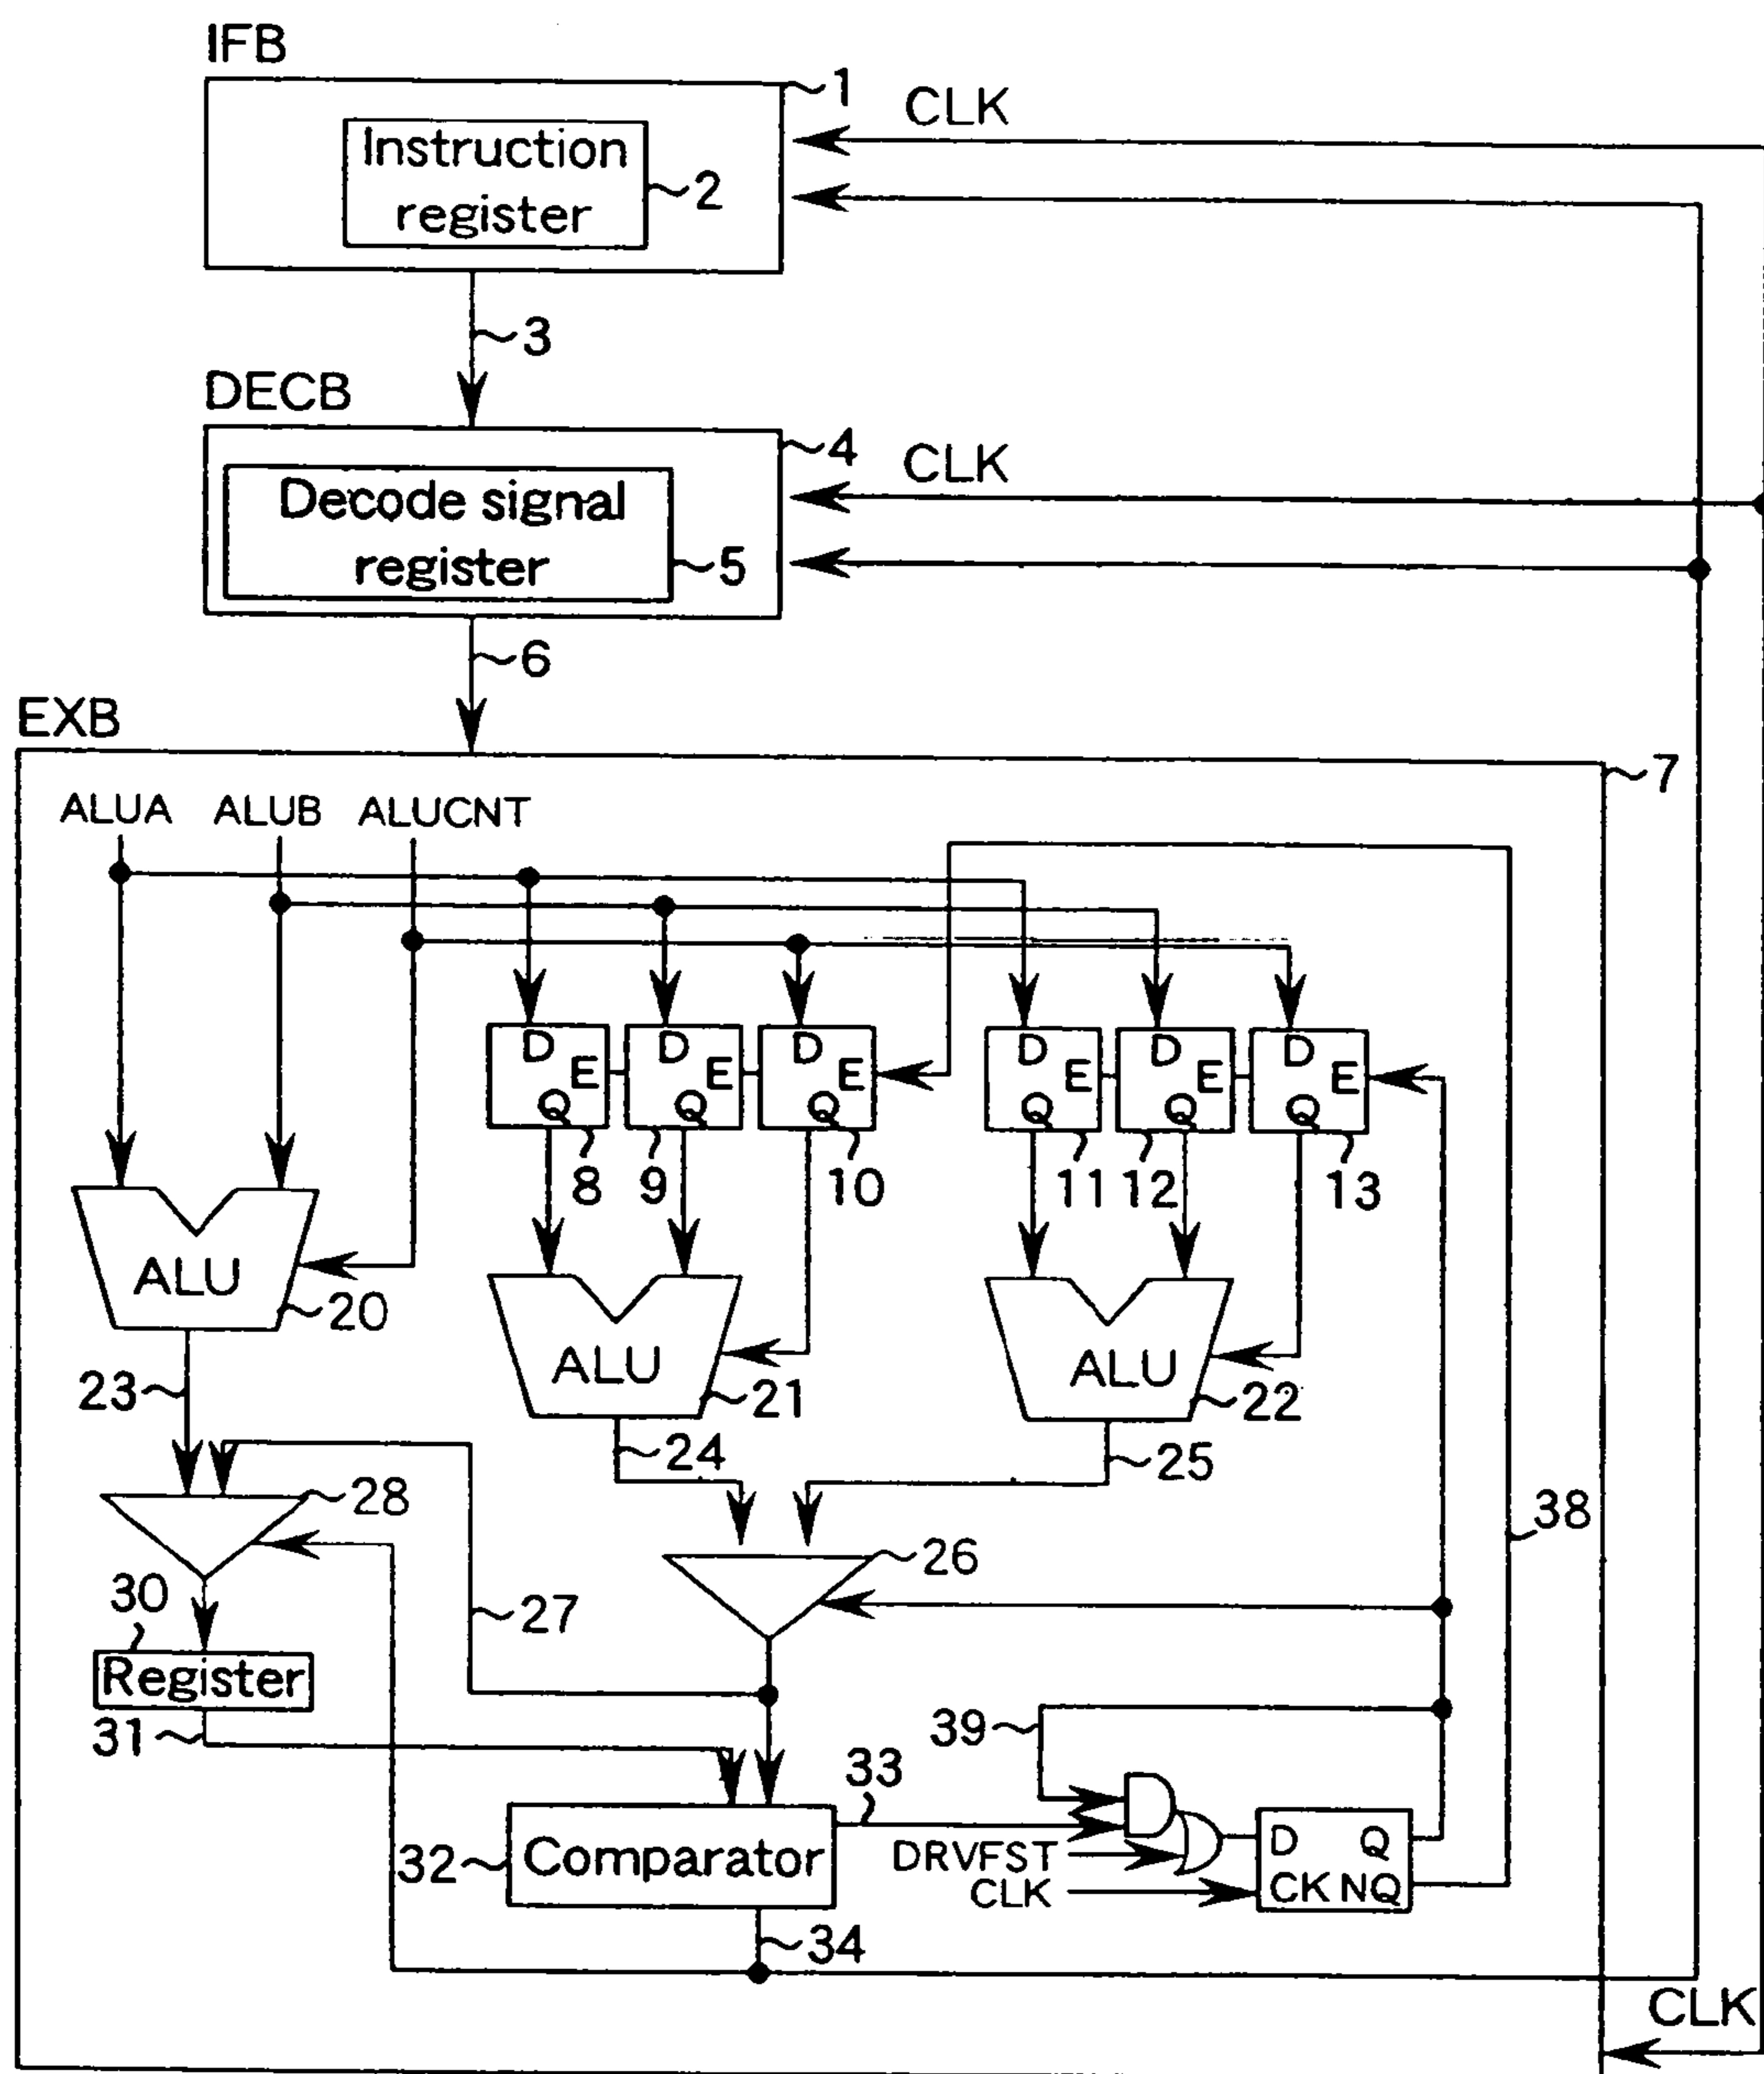 IFB
1
CLK
Instruction
register
2
3
DECB
4
CLK
Decode signal
register
5
6
EXB
7
ALUA ALUB ALUCNT
D E Q D E Q D E Q D E Q D E Q D E Q
8 9 10 11 12 13
ALU
20
ALU
21
ALU
22
23
24
25
28
26
38
30
27
Register
31
39
33
32
Comparator
DRVFST
CLK
D Q
CK NQ
34
CLK